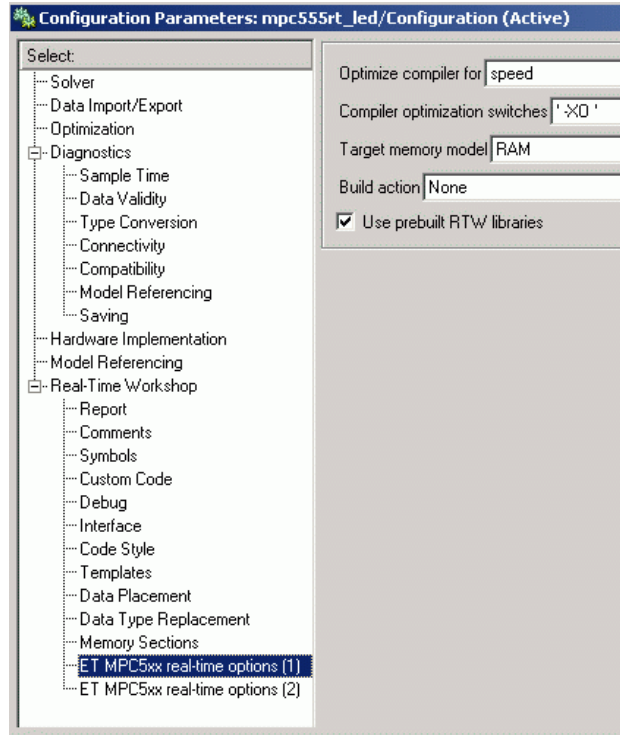 Configuration Parameters: mpc555rt_led/Configuration (Active)
Select:
Solver
Data Import/Export
Optimization
Diagnostics
Sample Time
Data Validity
Type Conversion
Connectivity
Compatibility
Model Referencing
Saving
Hardware Implementation
Model Referencing
Real-Time Workshop
Report
Comments
Symbols
Custom Code
Debug
Interface
Code Style
Templates
Data Placement
Data Type Replacement
Memory Sections
ET MPC5xx real-time options (1)
ET MPC5xx real-time options (2)
Optimize compiler for speed
Compiler optimization switches ' -XO '
Target memory model RAM
Build action None
Use prebuilt RTW libraries